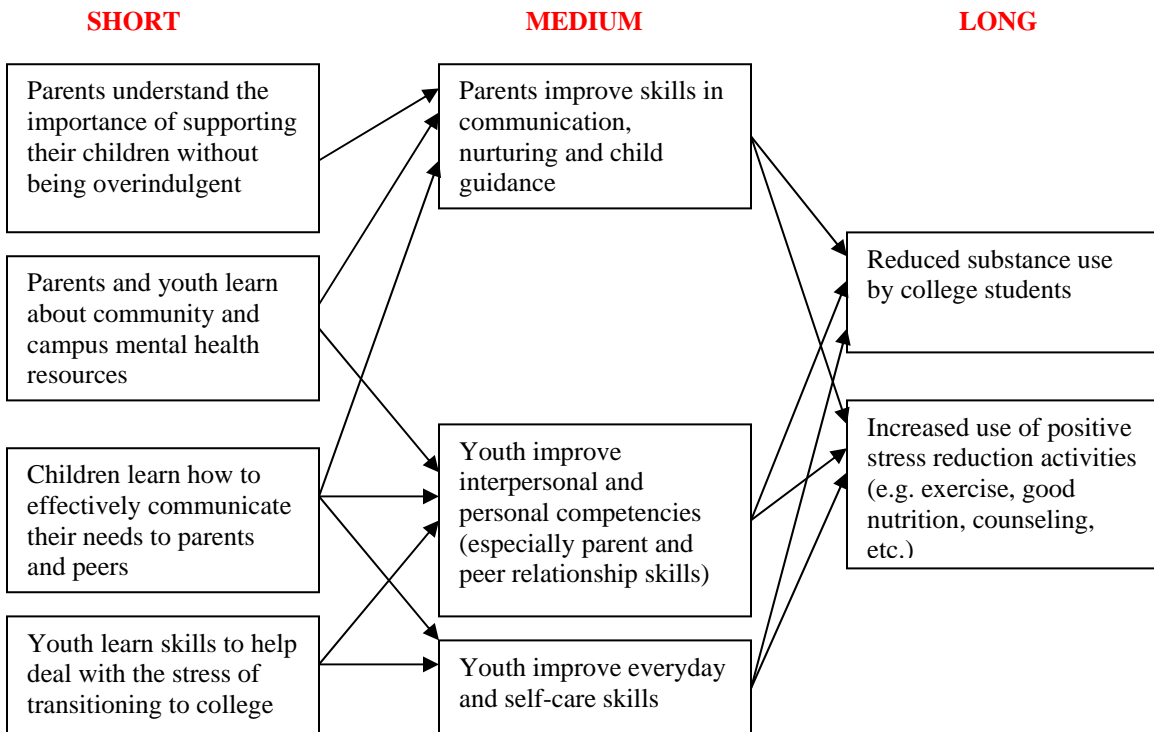 SHORT
MEDIUM
LONG
Parents understand the
importance of supporting
their children without
being overindulgent
Parents and youth learn
about community and
campus mental health
resources
Children learn how to
effectively communicate
their needs to parents
and peers
Youth learn skills to help
deal with the stress of
transitioning to college
Parents improve skills in
communication,
nurturing and child
guidance
Youth improve
interpersonal and
personal competencies
(especially parent and
peer relationship skills)
Youth improve everyday
and self-care skills
Reduced substance use
by college students
Increased use of positive
stress reduction activities
(e.g. exercise, good
nutrition, counseling,
etc.)